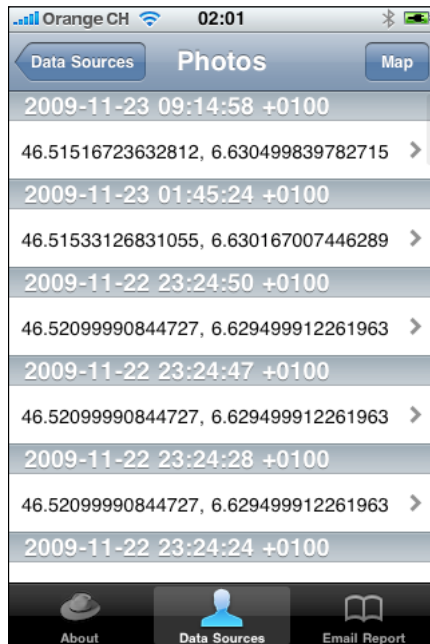 Orange CH 02:01
Data Sources Photos Map
2009-11-23 09:14:58 +0100
46.51516723632812, 6.630499839782715
2009-11-23 01:45:24 +0100
46.51533126831055, 6.630167007446289
2009-11-22 23:24:50 +0100
46.52099990844727, 6.629499912261963
2009-11-22 23:24:47 +0100
46.52099990844727, 6.629499912261963
2009-11-22 23:24:28 +0100
46.52099990844727, 6.629499912261963
2009-11-22 23:24:24 +0100
About Data Sources Email Report